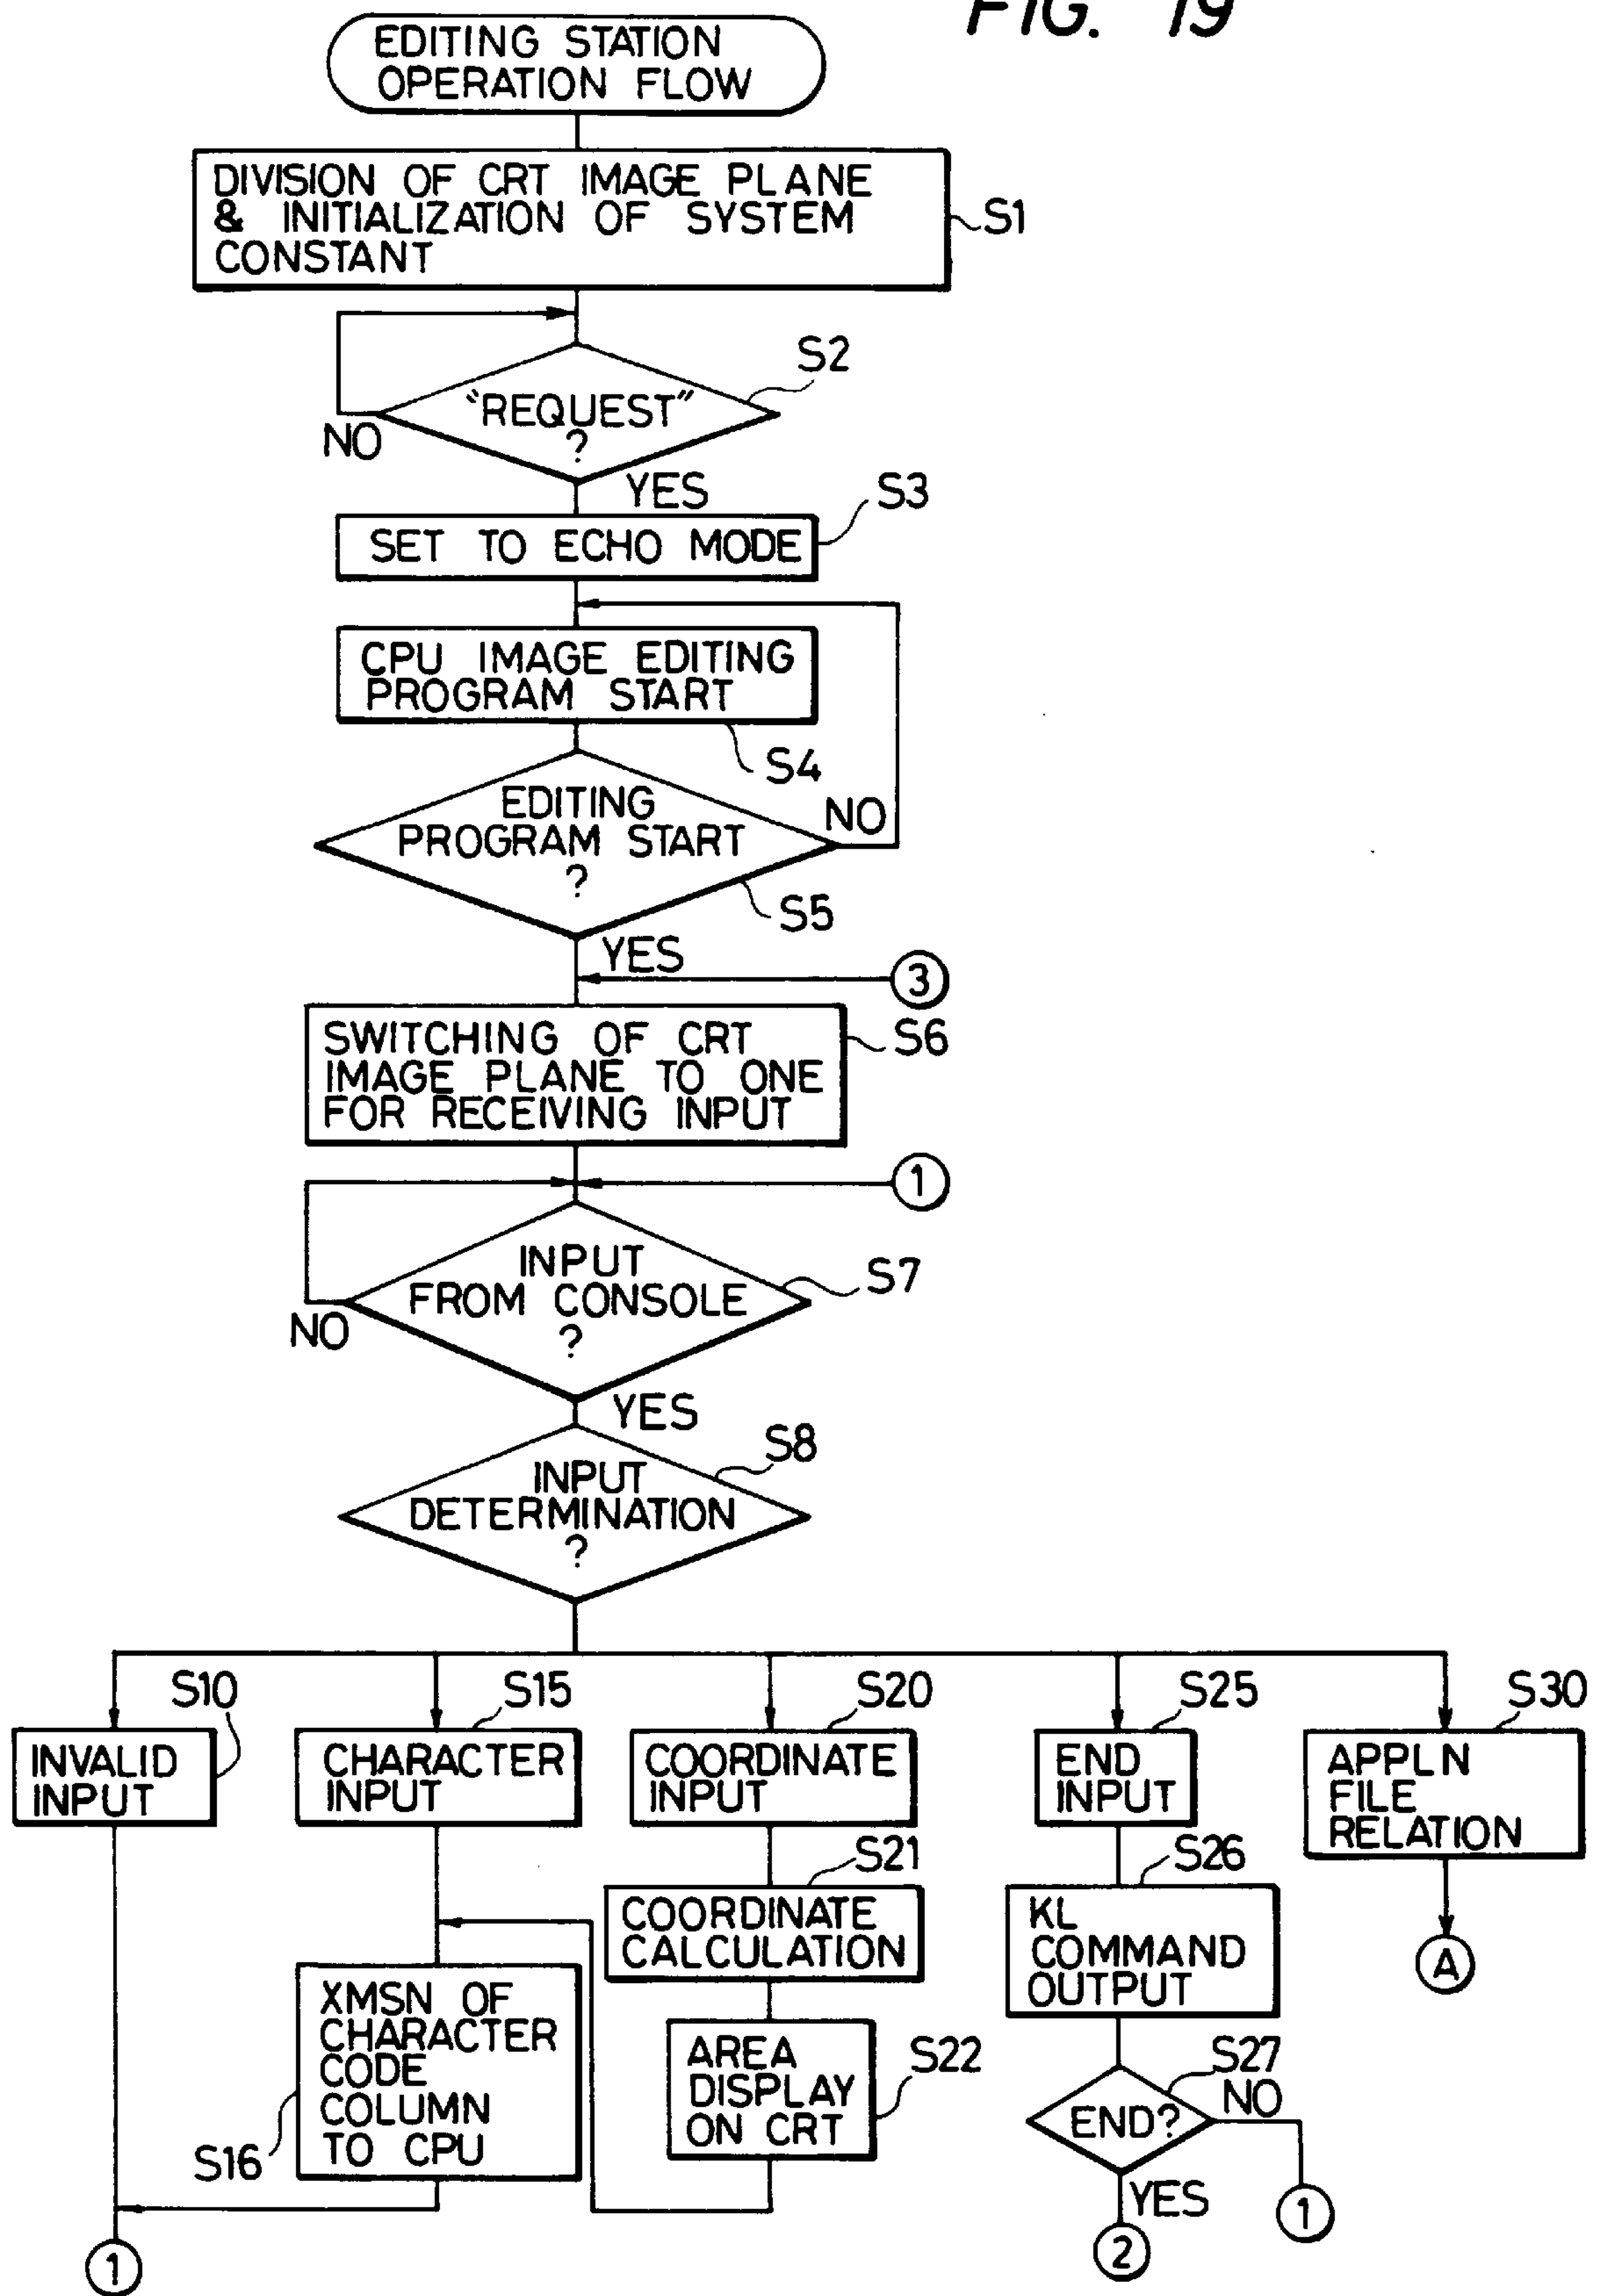 FIG. 19
EDITING STATION
OPERATION FLOW
DIVISION OF CRT IMAGE PLANE
& INITIALIZATION OF SYSTEM
CONSTANT
S1
S2
"REQUEST"
?
NO
YES
S3
SET TO ECHO MODE
CPU IMAGE EDITING
PROGRAM START
S4
EDITING
PROGRAM START
?
NO
S5
YES
3
SWITCHING OF CRT
IMAGE PLANE TO ONE
FOR RECEIVING INPUT
S6
1
INPUT
FROM CONSOLE
?
S7
NO
YES
S8
INPUT
DETERMINATION
?
S10
INVALID
INPUT
S15
CHARACTER
INPUT
S20
COORDINATE
INPUT
S25
END
INPUT
S30
APPLN
FILE
RELATION
S21
COORDINATE
CALCULATION
S26
KL
COMMAND
OUTPUT
A
XMSN OF
CHARACTER
CODE
COLUMN
TO CPU
S16
AREA
DISPLAY
ON CRT
S22
S27
END?
NO
YES
1
2
1